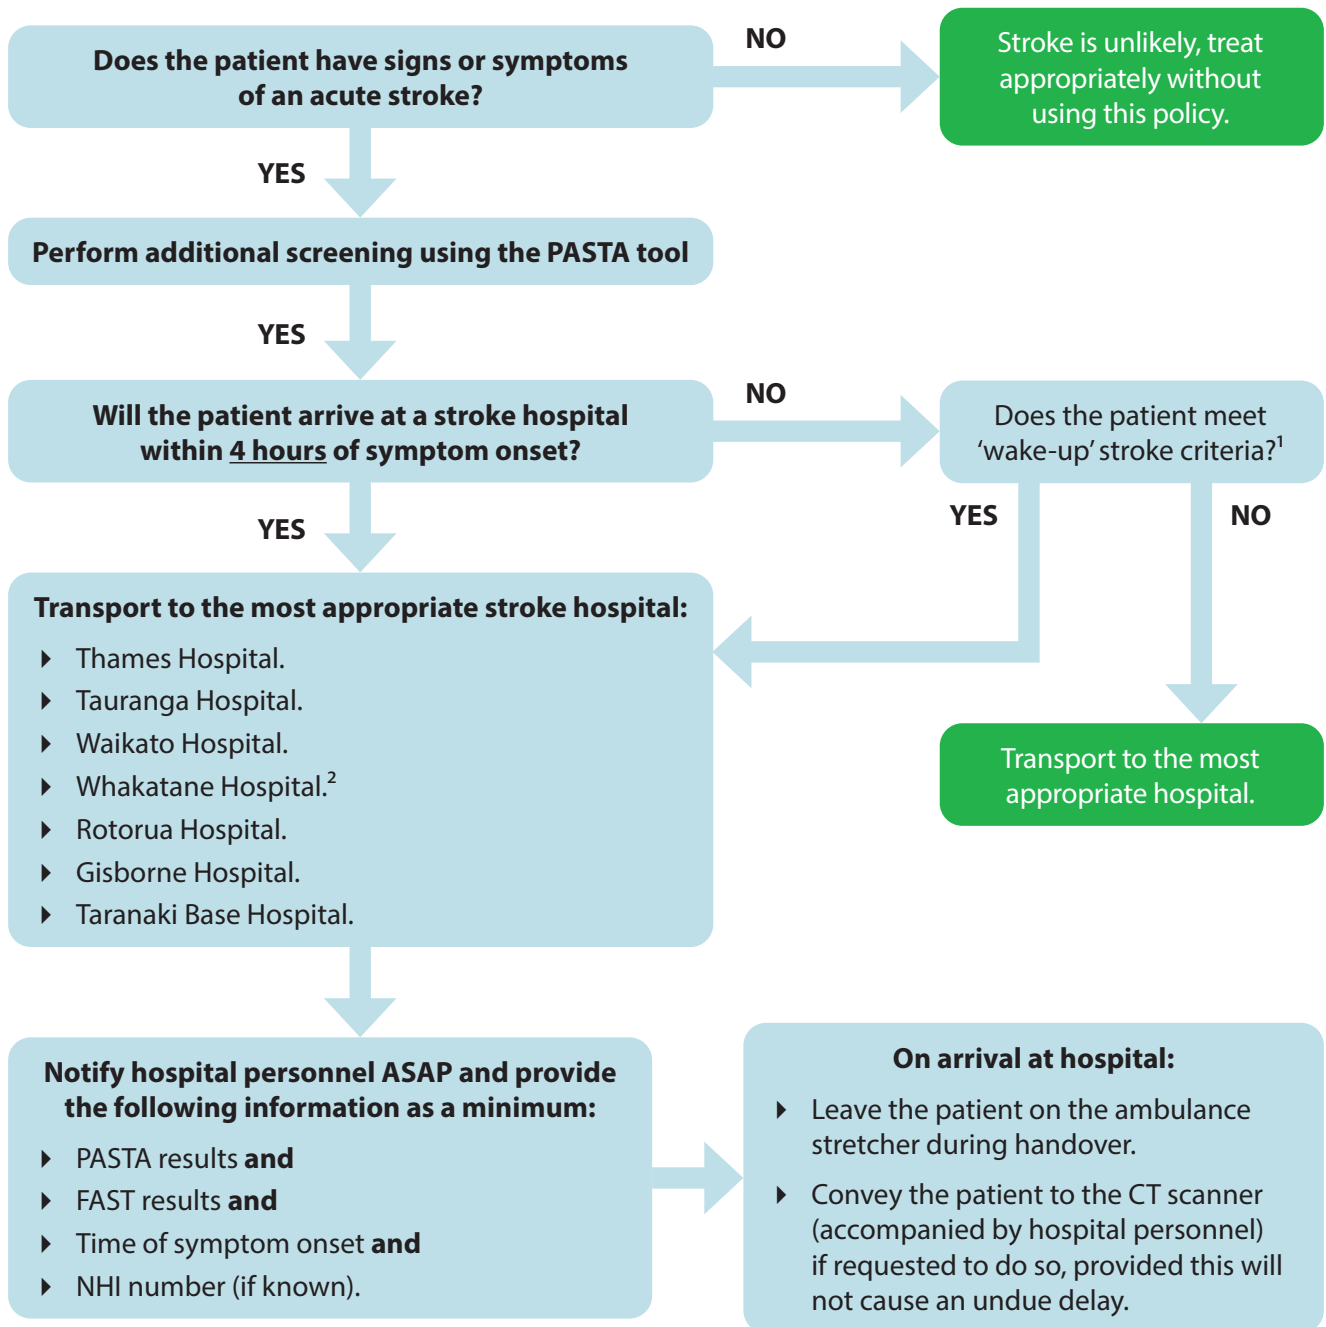 Does the patient have signs or symptoms
of an acute stroke?
NO
Stroke is unlikely, treat
appropriately without
using this policy.
YES
Perform additional screening using the PASTA tool
YES
Will the patient arrive at a stroke hospital
within 4 hours of symptom onset?
NO
Does the patient meet
‘wake-up’ stroke criteria?¹
YES
YES
NO
Transport to the most appropriate stroke hospital:
Thames Hospital.
Tauranga Hospital.
Waikato Hospital.
Whakatane Hospital.²
Rotorua Hospital.
Gisborne Hospital.
Taranaki Base Hospital.
Transport to the most
appropriate hospital.
Notify hospital personnel ASAP and provide
the following information as a minimum:
PASTA results and
FAST results and
Time of symptom onset and
NHI number (if known).
On arrival at hospital:
Leave the patient on the ambulance
stretcher during handover.
Convey the patient to the CT scanner
(accompanied by hospital personnel)
if requested to do so, provided this will
not cause an undue delay.